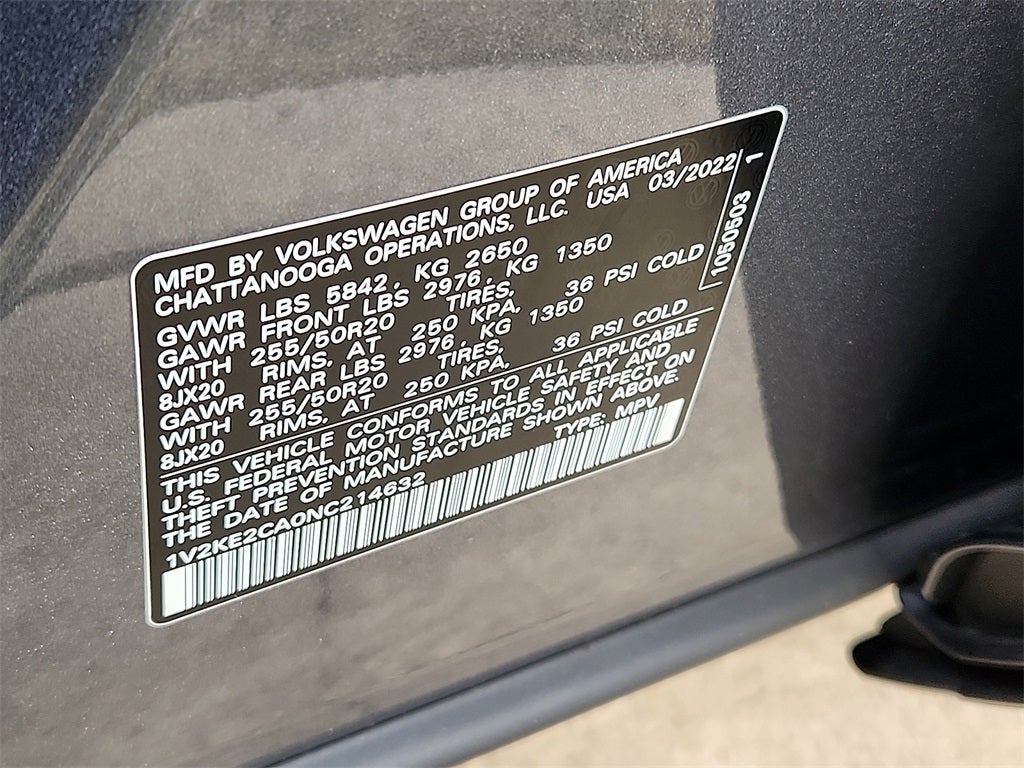 MFD BY VOLKSWAGEN GROUP OF AMERICA
CHATTANOOGA OPERATIONS, LLC. USA 03/2022
1
1050503
GVWR LBS 5842, KG 2650
GAWR FRONT LBS 2976, KG 1350
WITH 255/50R20 TIRES,
8JX20 RIMS, AT 250 KPA, 36 PSI COLD
GAWR REAR LBS 2976, KG 1350
WITH 255/50R20 TIRES,
8JX20 RIMS, AT 250 KPA, 36 PSI COLD
THIS VEHICLE CONFORMS TO ALL APPLICABLE
U.S. FEDERAL MOTOR VEHICLE SAFETY AND
THEFT PREVENTION STANDARDS IN EFFECT ON
THE DATE OF MANUFACTURE SHOWN ABOVE.
1V2KE2CA0NC214632 TYPE: MPV